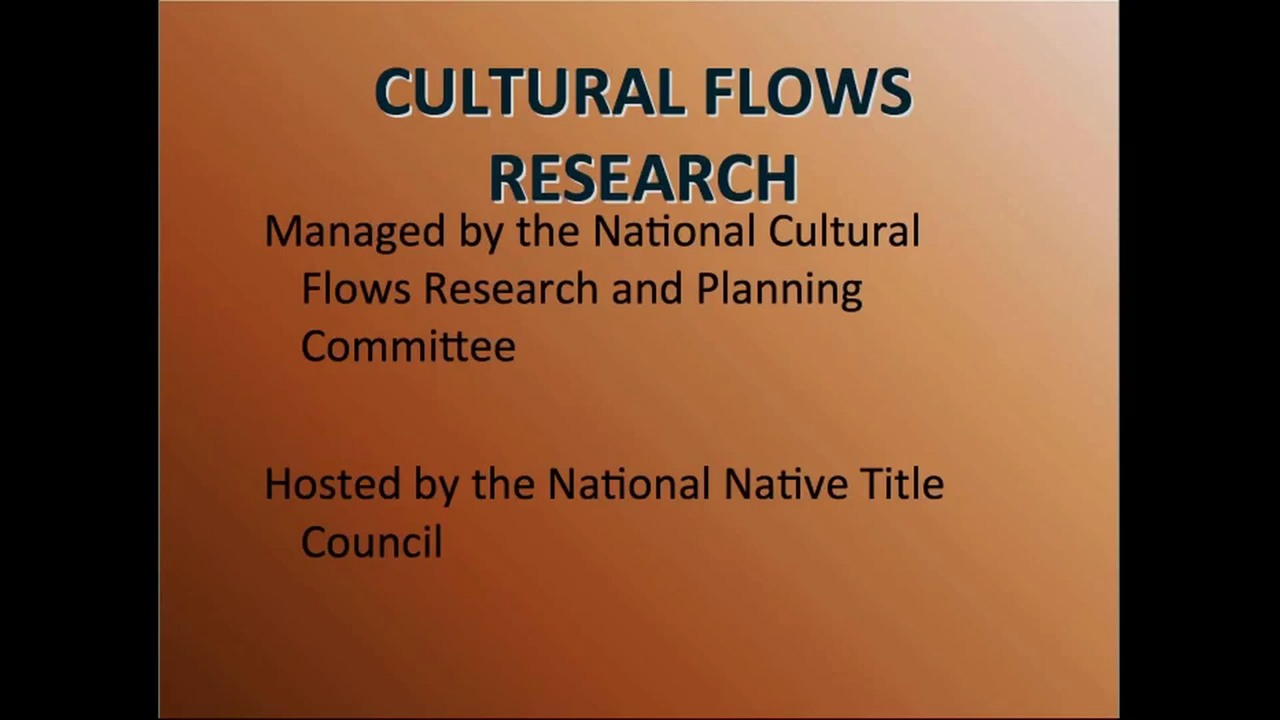 CULTURAL FLOWS
RESEARCH
Managed by the National Cultural
Flows Research and Planning
Committee
Hosted by the National Native Title
Council